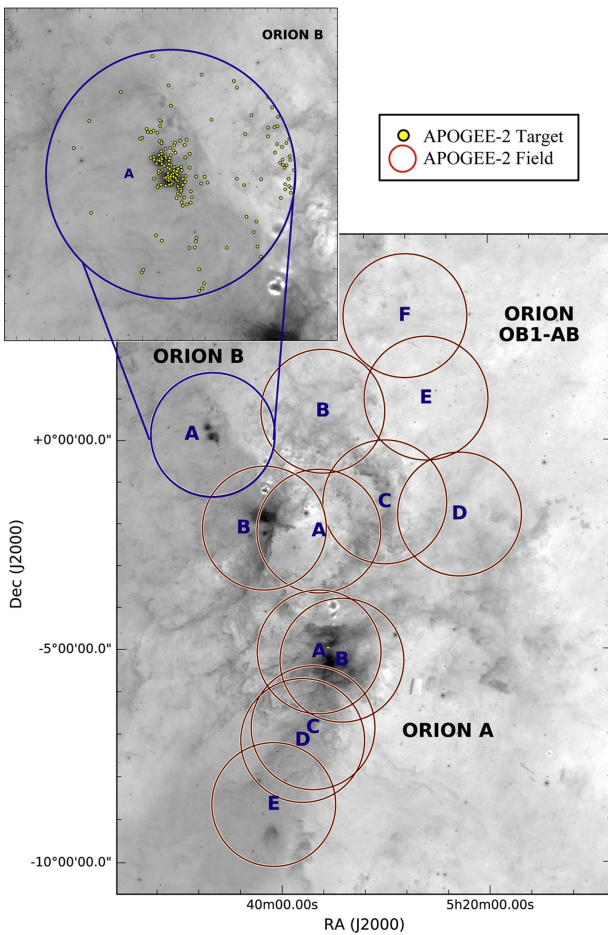 ORION B
A
APOGEE-2 Target
APOGEE-2 Field
F
ORION
OB1-AB
ORION B
E
B
A
+0°00'00.0"
C
D
B
A
Dec (J2000)
-5°00'00.0"
A
B
C
ORION A
D
E
-10°00'00.0"
40m00.00s
5h20m00.00s
RA (J2000)